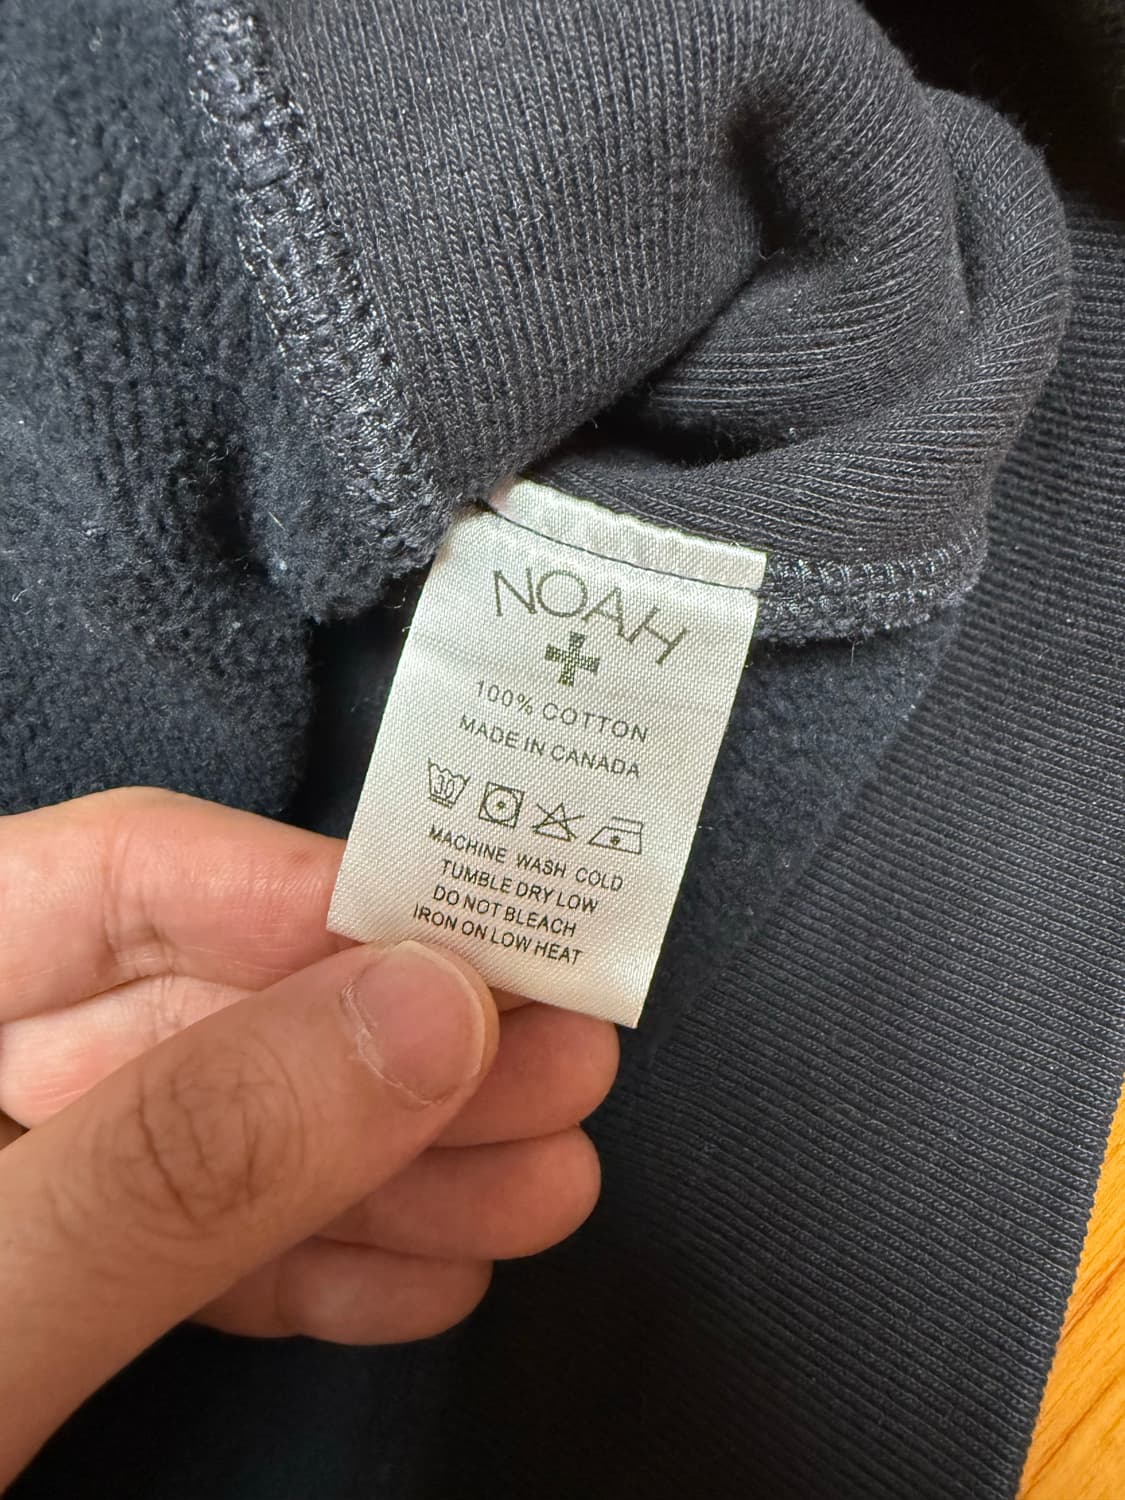 NOAH
100% COTTON
MADE IN CANADA
MACHINE WASH COLD
TUMBLE DRY LOW
DO NOT BLEACH
IRON ON LOW HEAT